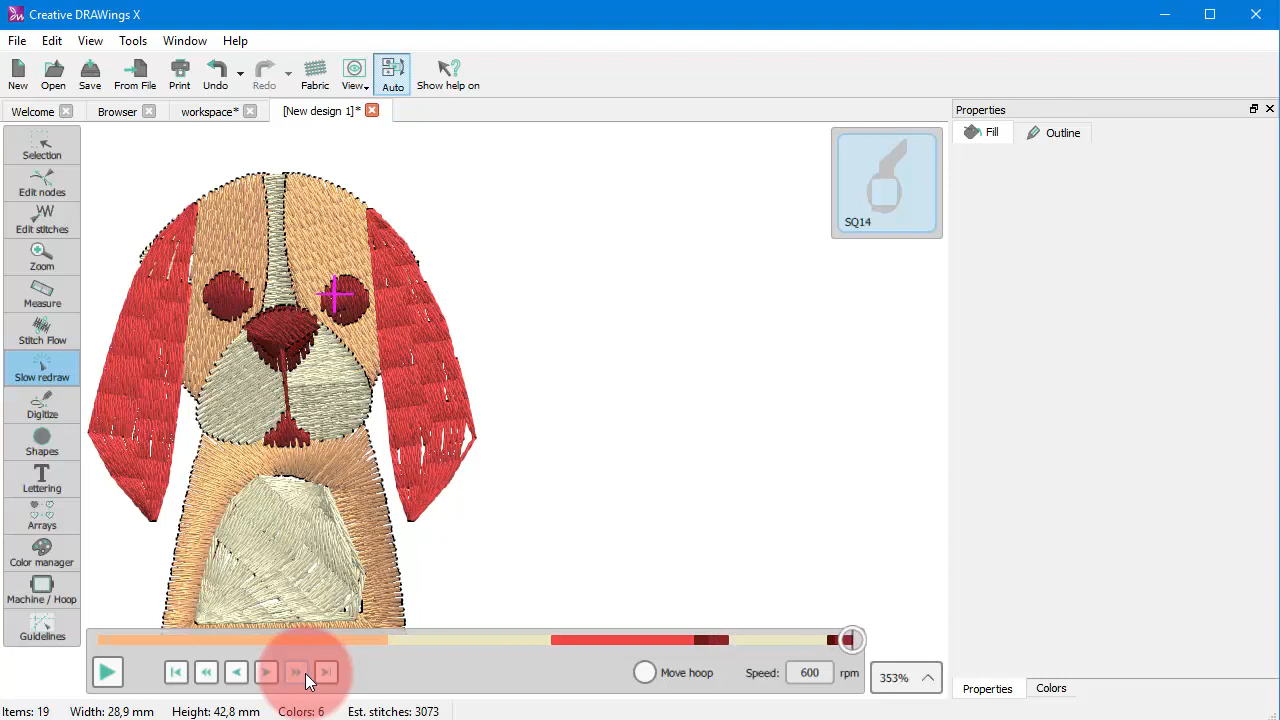 Creative DRAWings X
File Edit View Tools Window Help
New Open Save From File Print Undo Redo Fabric View Auto Show help on
Welcome Browser workspace* [New design 1]*
Properties
Fill Outline
Selection
Edit nodes
Edit stitches
Zoom
Measure
Stitch Flow
Slow redraw
Digitize
Shapes
Lettering
Arrays
Color manager
Machine / Hoop
Guidelines
SQ14
Move hoop Speed: 600 rpm 353%
Properties Colors
Items: 19 Width: 28,9 mm Height: 42,8 mm Colors: 6 Est. stitches: 3073